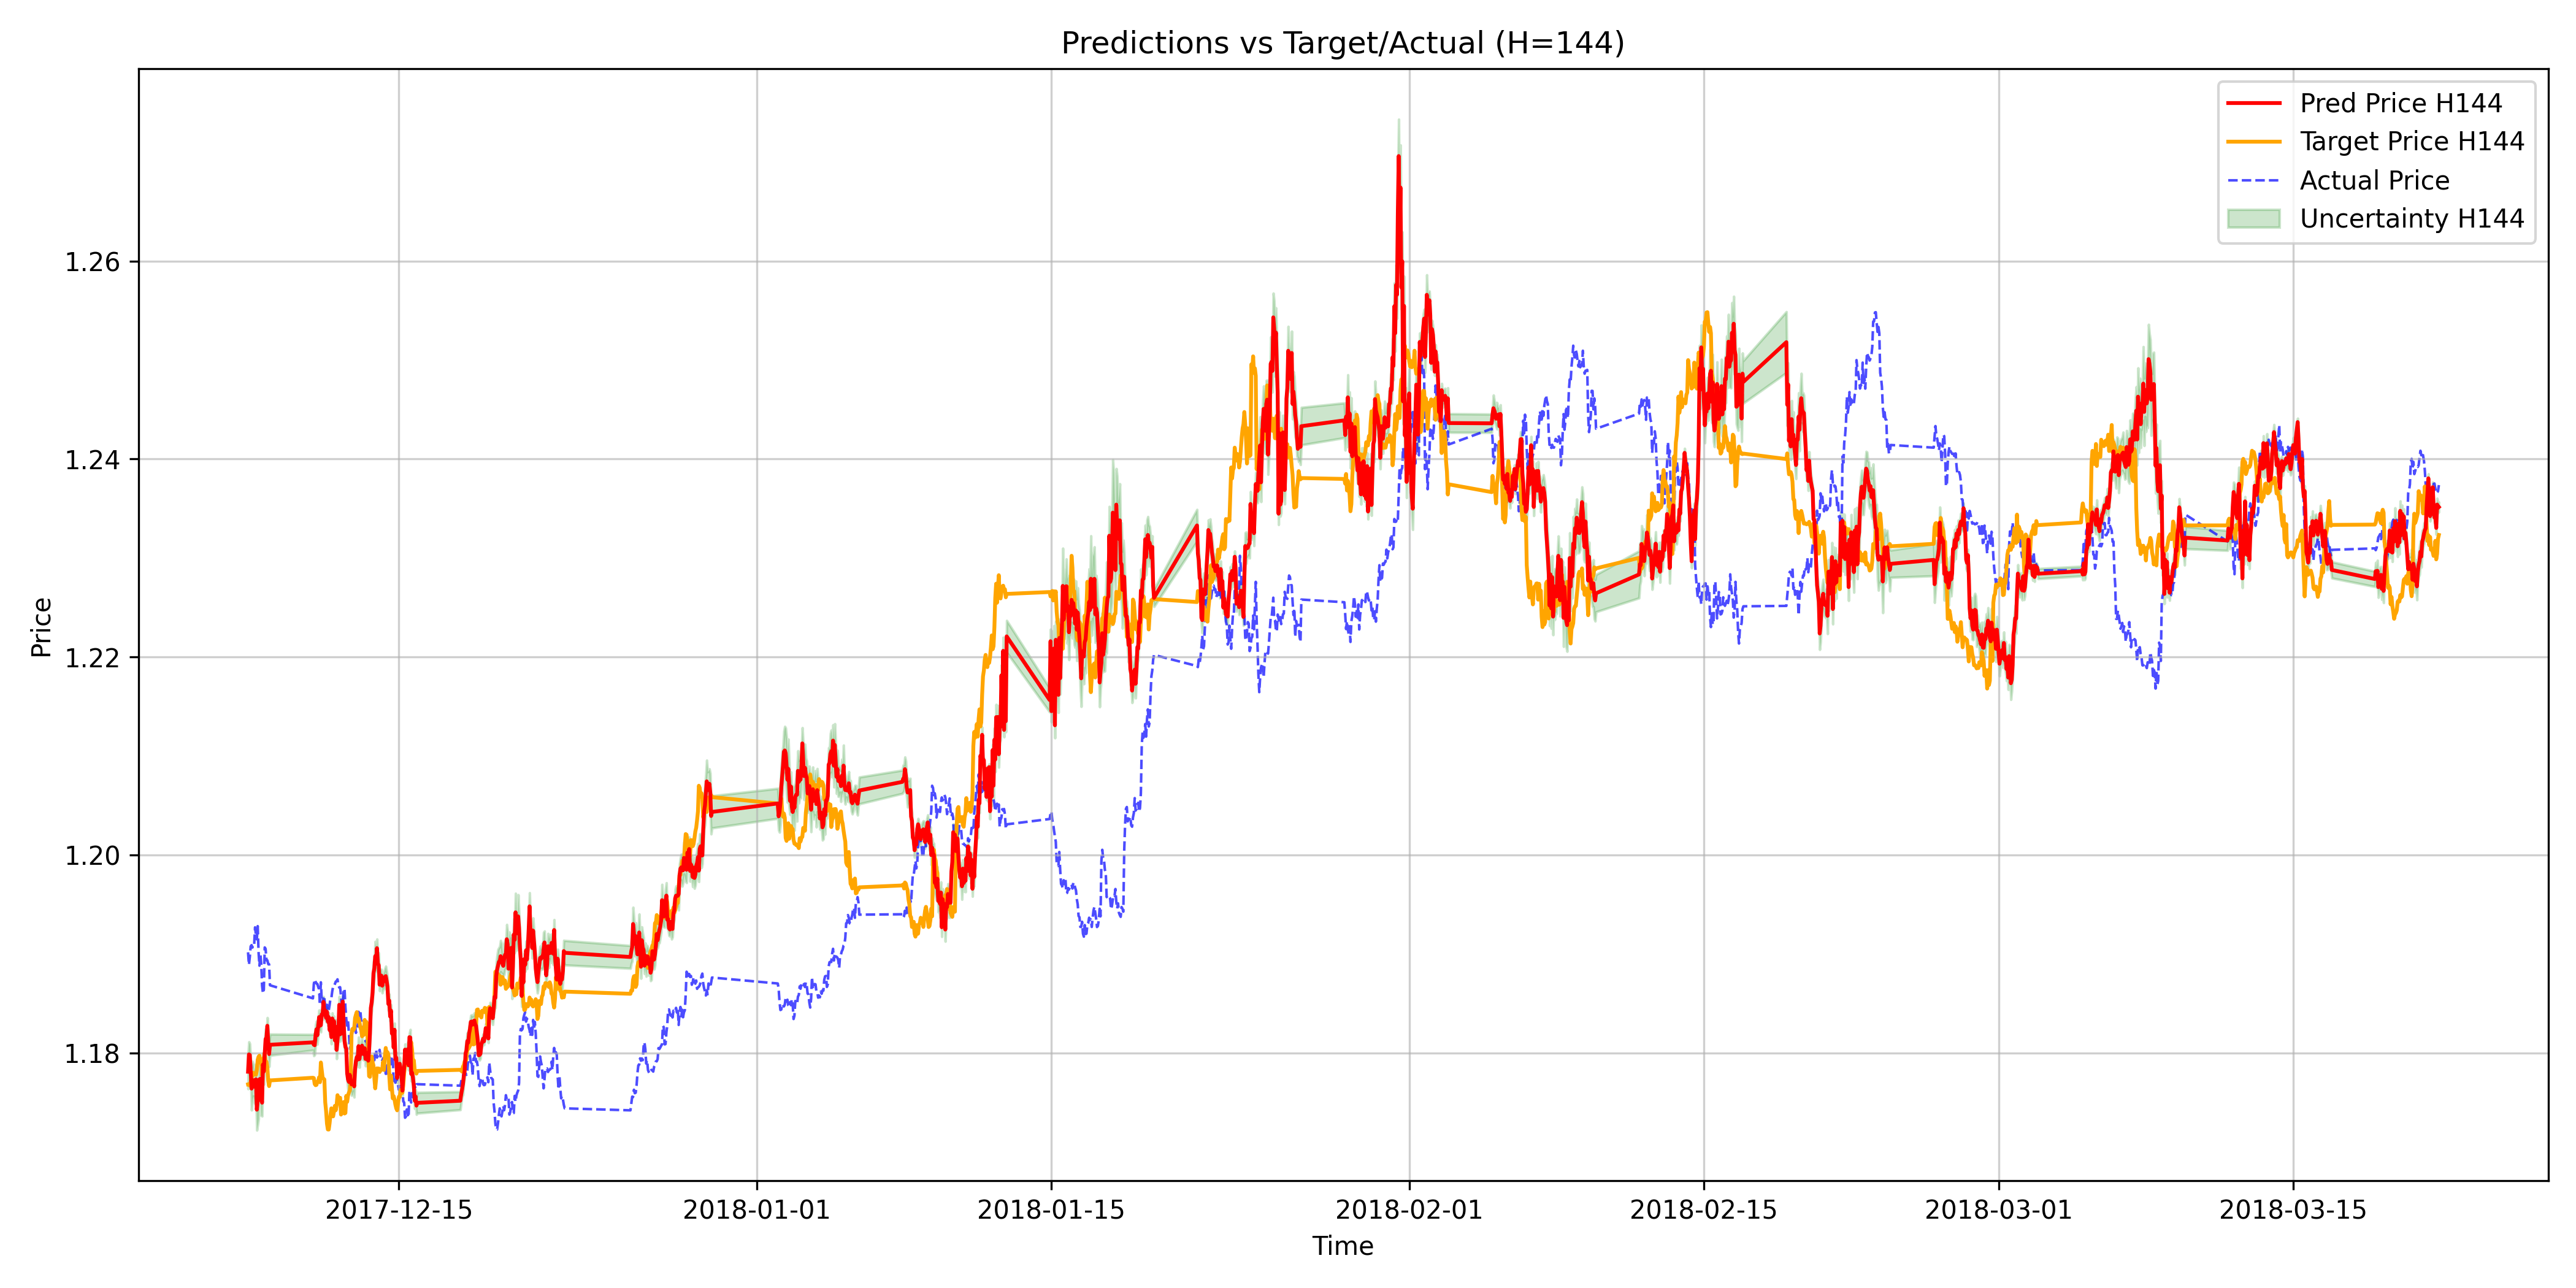 Predictions vs Target/Actual (H=144)
Pred Price H144
Target Price H144
Actual Price
Uncertainty H144
Price
1.26
1.24
1.22
1.20
1.18
2017-12-15
2018-01-01
2018-01-15
2018-02-01
2018-02-15
2018-03-01
2018-03-15
Time